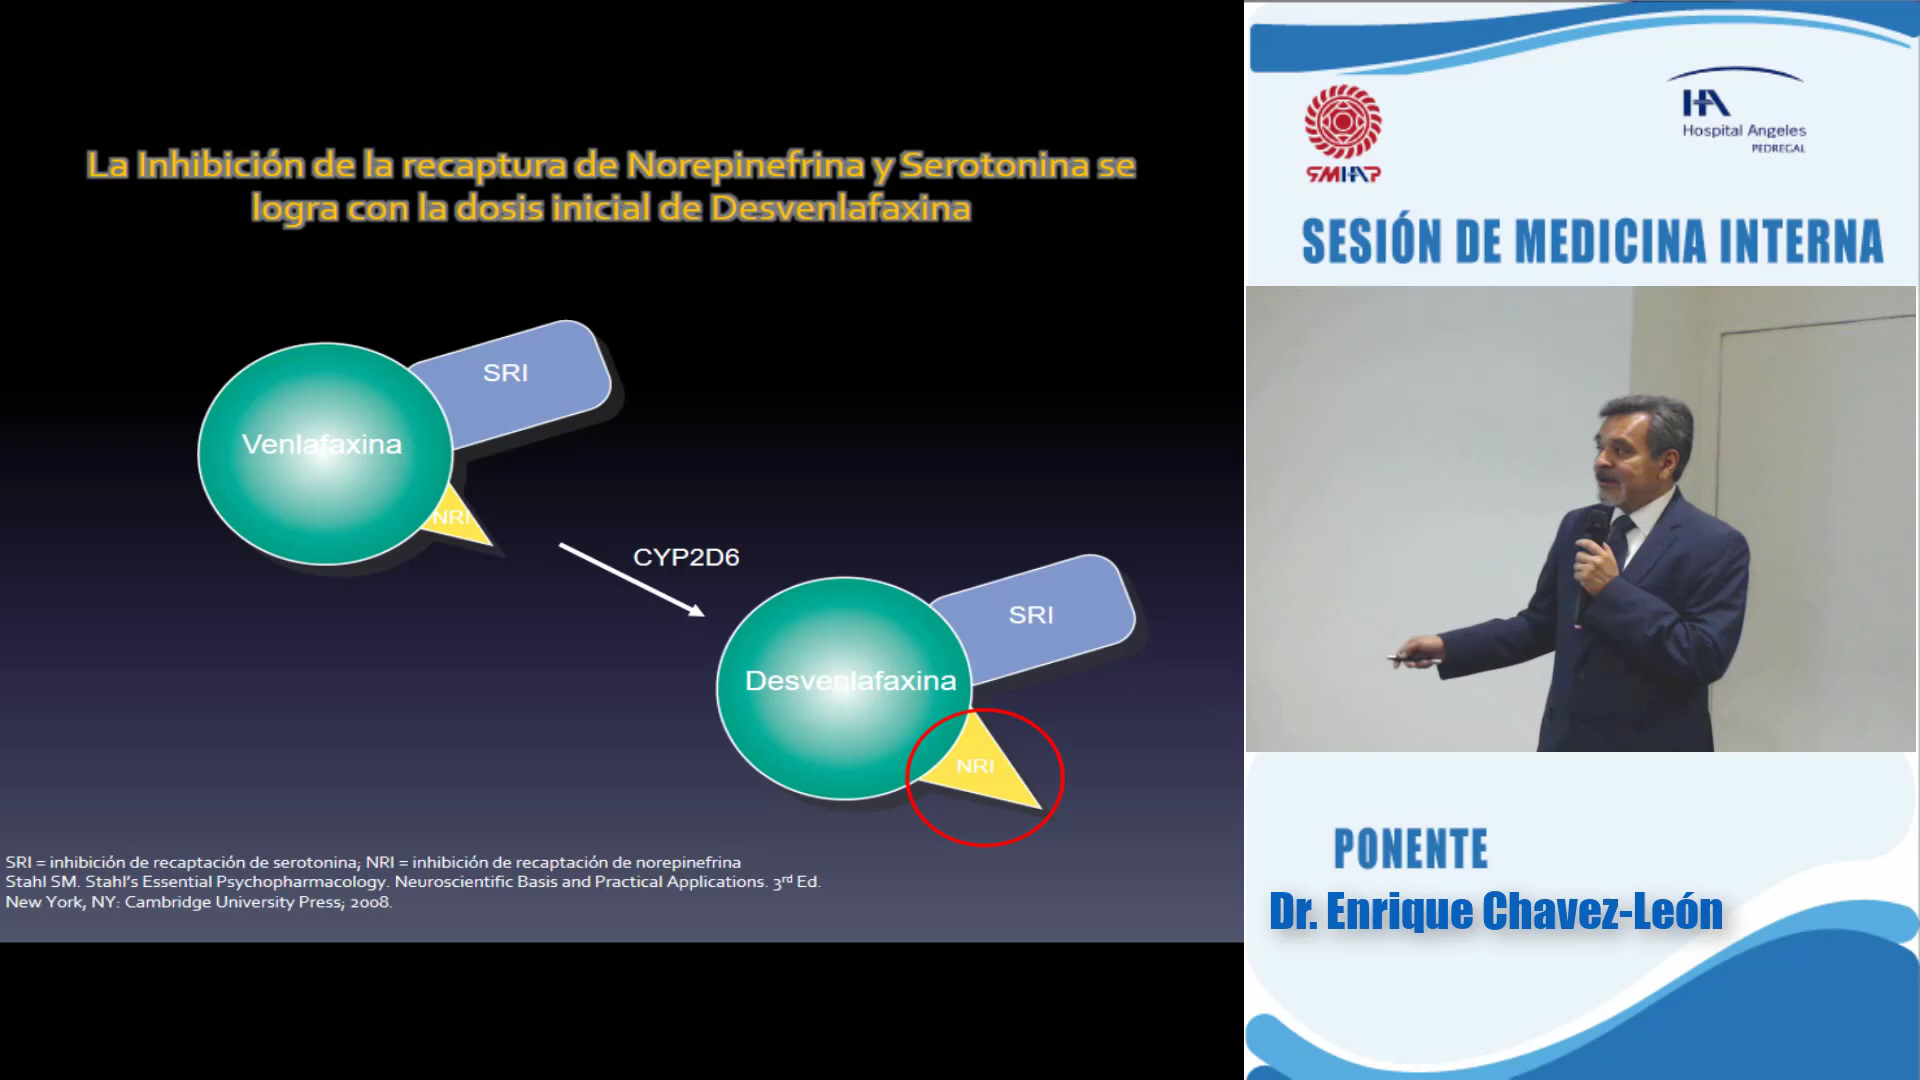 La Inhibición de la recaptura de Norepinefrina y Serotonina se
logra con la dosis inicial de Desvenlafaxina
SRI
Venlafaxina
NRI
CYP2D6
SRI
Desvenlafaxina
NRI
SRI = inhibición de recaptación de serotonina; NRI = inhibición de recaptación de norepinefrina
Stahl SM. Stahl's Essential Psychopharmacology. Neuroscientific Basis and Practical Applications. 3rd Ed.
New York, NY: Cambridge University Press; 2008.
SMHAP
HA
Hospital Angeles
PEDREGAL
SESIÓN DE MEDICINA INTERNA
PONENTE
Dr. Enrique Chavez-León